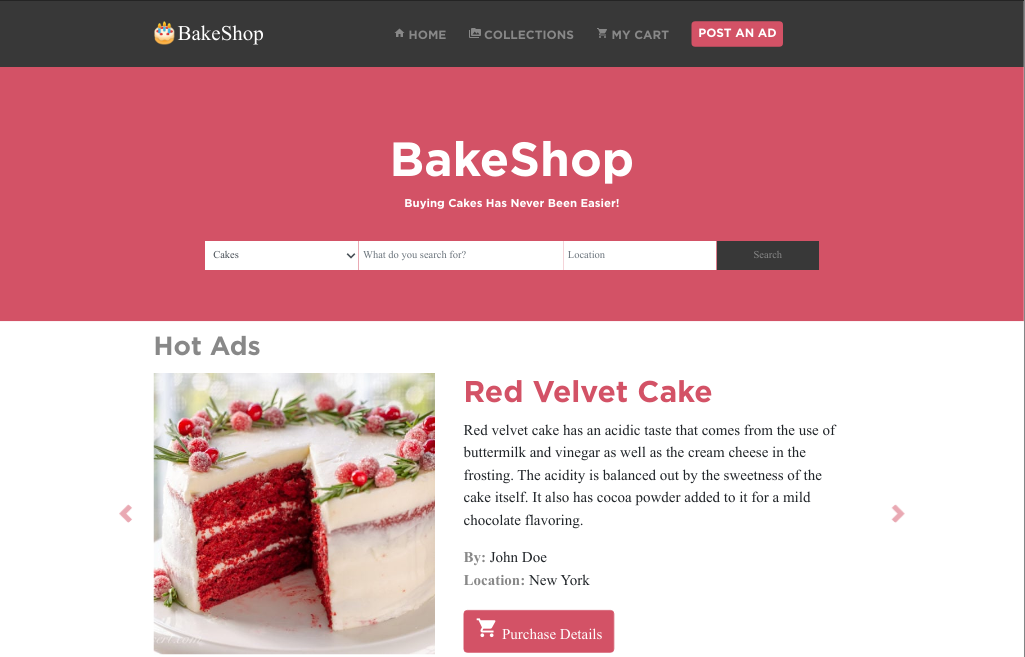 BakeShop
HOME COLLECTIONS MY CART POST AN AD
BakeShop
Buying Cakes Has Never Been Easier!
Cakes What do you search for? Location Search
Hot Ads
Red Velvet Cake
Red velvet cake has an acidic taste that comes from the use of
buttermilk and vinegar as well as the cream cheese in the
frosting. The acidity is balanced out by the sweetness of the
cake itself. It also has cocoa powder added to it for a mild
chocolate flavoring.
By: John Doe
Location: New York
Purchase Details